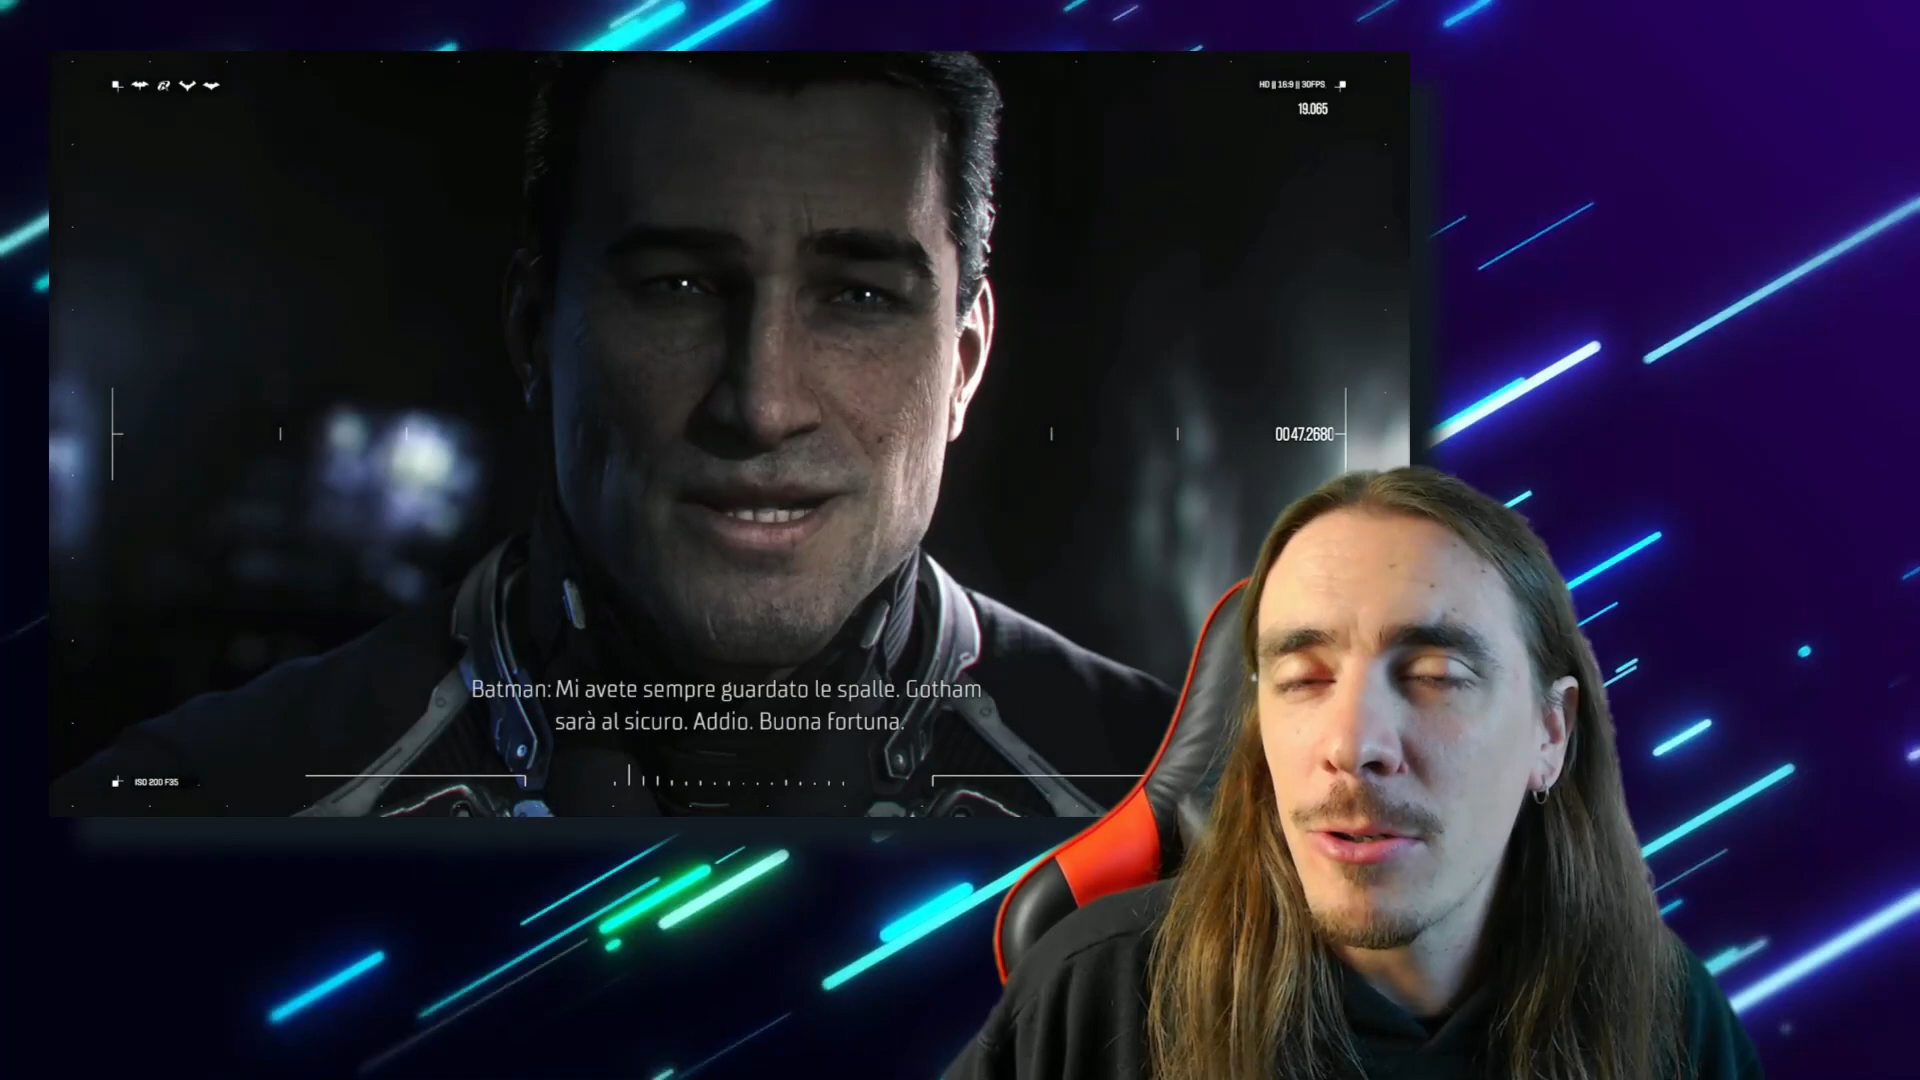 HD || 16:9 || 30FPS
19.065
0047.2680
Batman: Mi avete sempre guardato le spalle. Gotham
sarà al sicuro. Addio. Buona fortuna.
ISO 200 F35